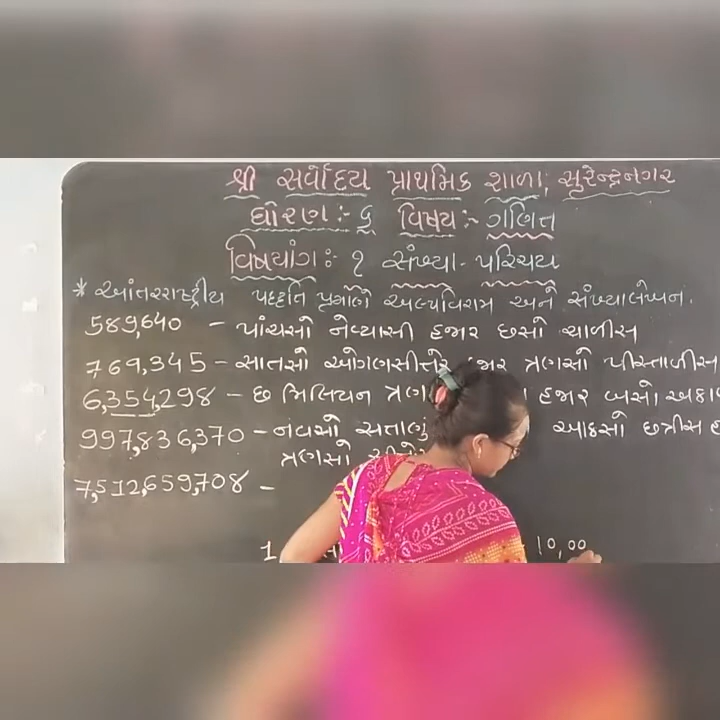 શ્રી સર્વોદય પ્રાથમિક શાળા, સુરેન્દ્રનગર
ધોરણ:- ૬ વિષય:- ગણિત
વિષયાંગ:- ૧ સંખ્યા- પરિચય
* આંતરરાષ્ટ્રીય પદ્ધતિ પ્રમાણે અલ્પવિરામ અને સંખ્યાલેખન.
589,640 - પાંચસો નેવ્યાસી હજાર છસો ચાળીસ
769,345 - સાતસો ઓગણસીત્તેર હજાર ત્રણસો પીસ્તાળીસ
6,354,298 - છ મિલિયન હજાર બસો
997,836,370 - નવસો આઠસો છત્રીસ
ત્રણસો
7,512,659,708 -
1 10,00